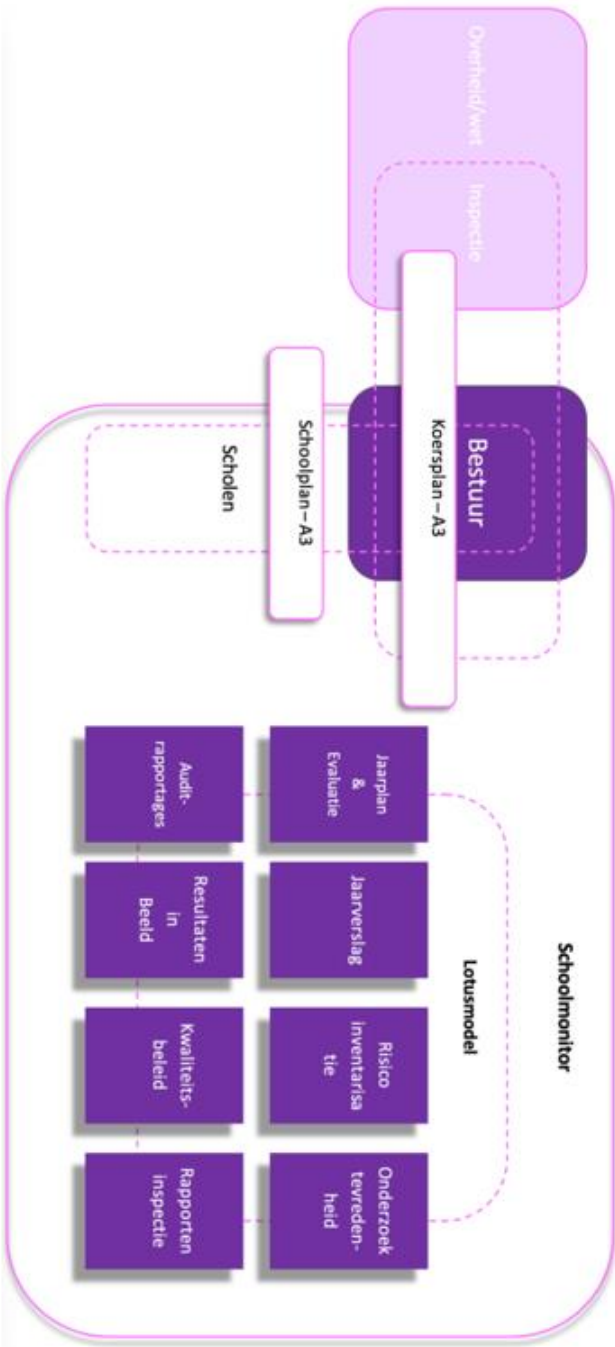 Schoolmonitor
Overheid/wet
Inspectie
Bestuur
Koersplan – A3
Schoolplan – A3
Scholen
Lotusmodel
Jaarplan
&
Evaluatie
Jaarverslag
Risico
inventarisa
tie
Onderzoek
tevreden-
heid
Audit-
rapportages
Resultaten
in
Beeld
Kwaliteits-
beleid
Rapporten
inspectie